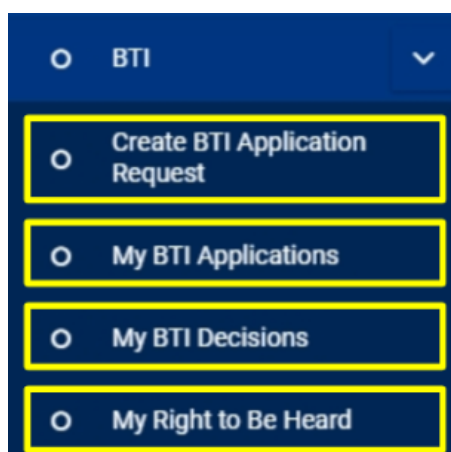 BTI
Create BTI Application
Request
My BTI Applications
My BTI Decisions
My Right to Be Heard